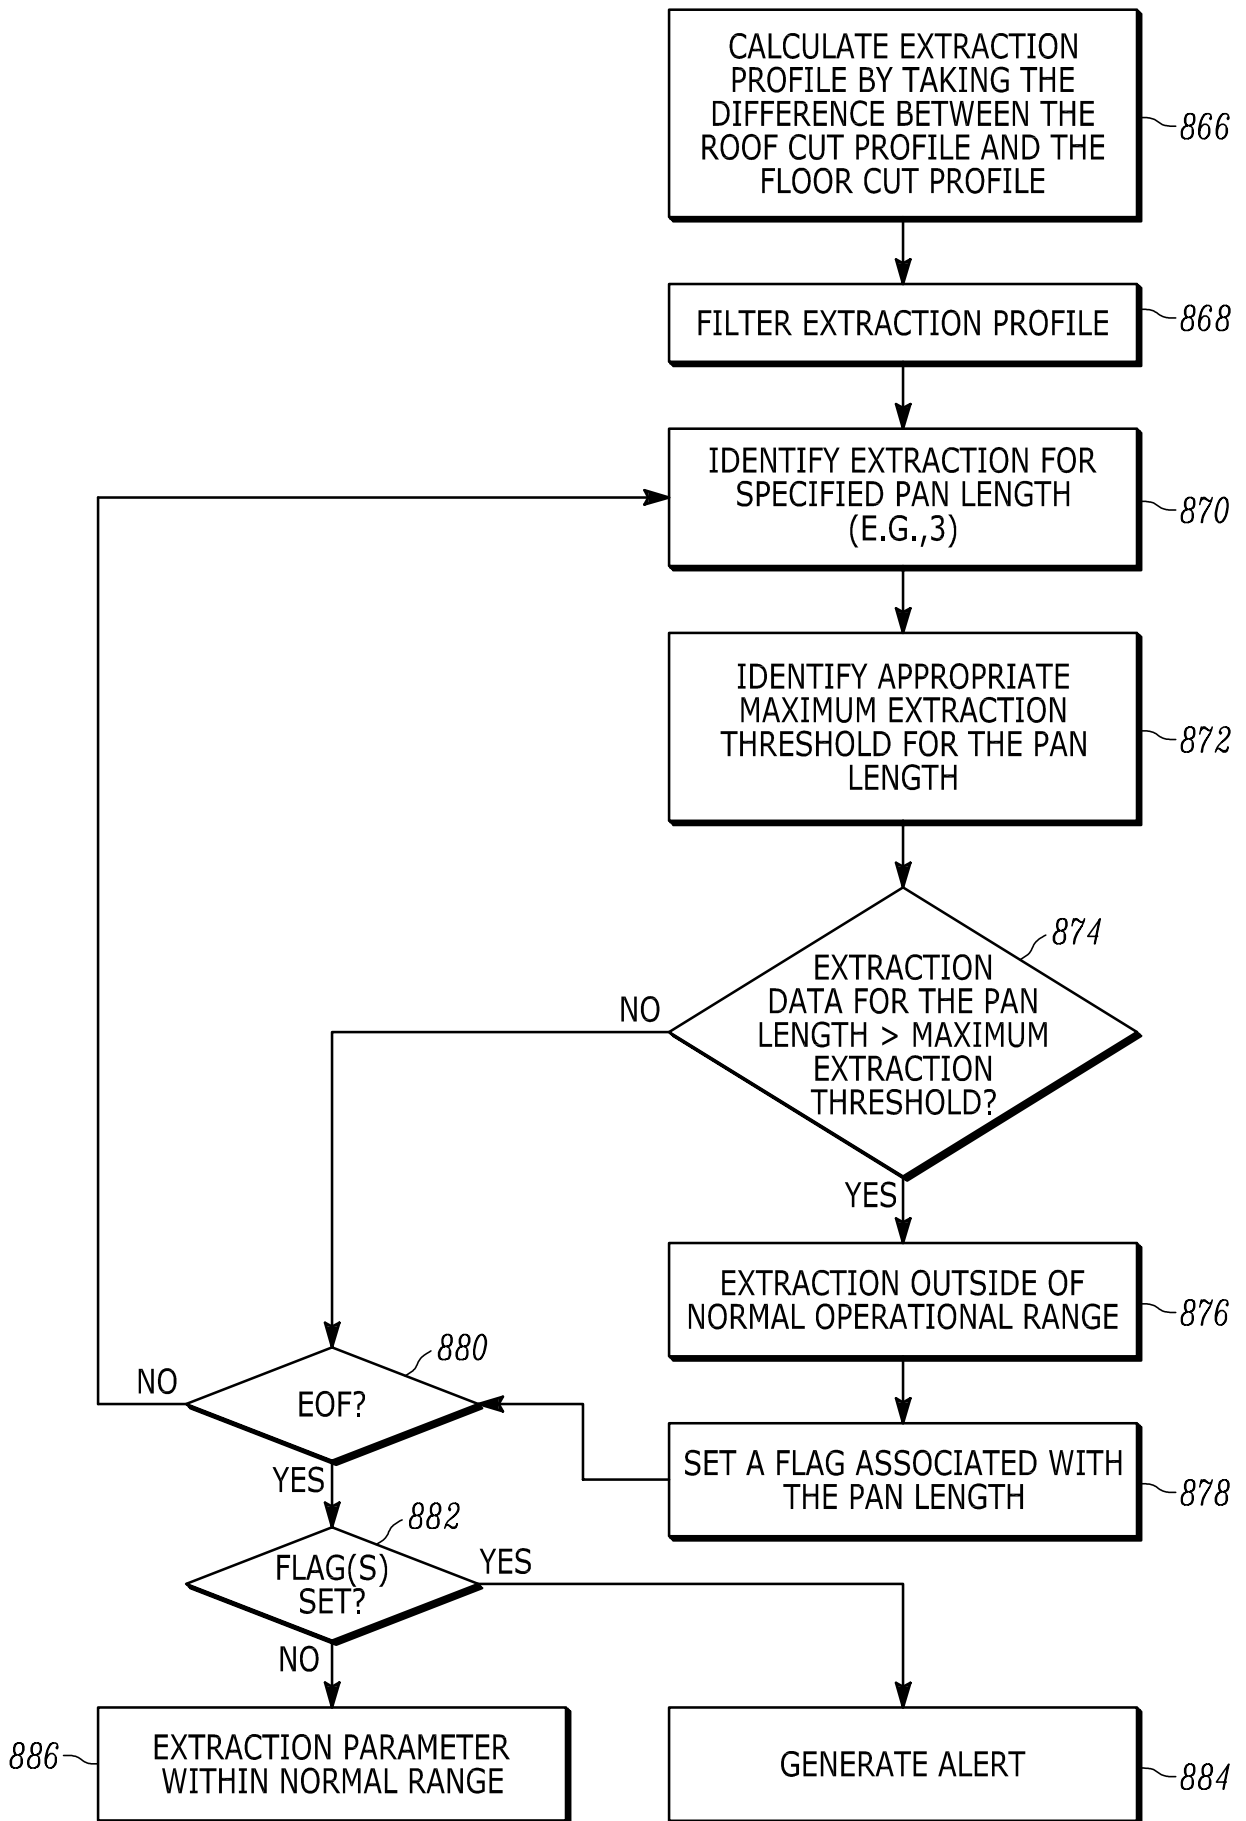 CALCULATE EXTRACTION
PROFILE BY TAKING THE
DIFFERENCE BETWEEN THE
ROOF CUT PROFILE AND THE
FLOOR CUT PROFILE
866
FILTER EXTRACTION PROFILE
868
IDENTIFY EXTRACTION FOR
SPECIFIED PAN LENGTH
(E.G.,3)
870
IDENTIFY APPROPRIATE
MAXIMUM EXTRACTION
THRESHOLD FOR THE PAN
LENGTH
872
874
EXTRACTION
DATA FOR THE PAN
LENGTH > MAXIMUM
EXTRACTION
THRESHOLD?
NO
YES
EXTRACTION OUTSIDE OF
NORMAL OPERATIONAL RANGE
876
880
NO
EOF?
YES
SET A FLAG ASSOCIATED WITH
THE PAN LENGTH
878
882
FLAG(S)
SET?
YES
NO
886
EXTRACTION PARAMETER
WITHIN NORMAL RANGE
GENERATE ALERT
884